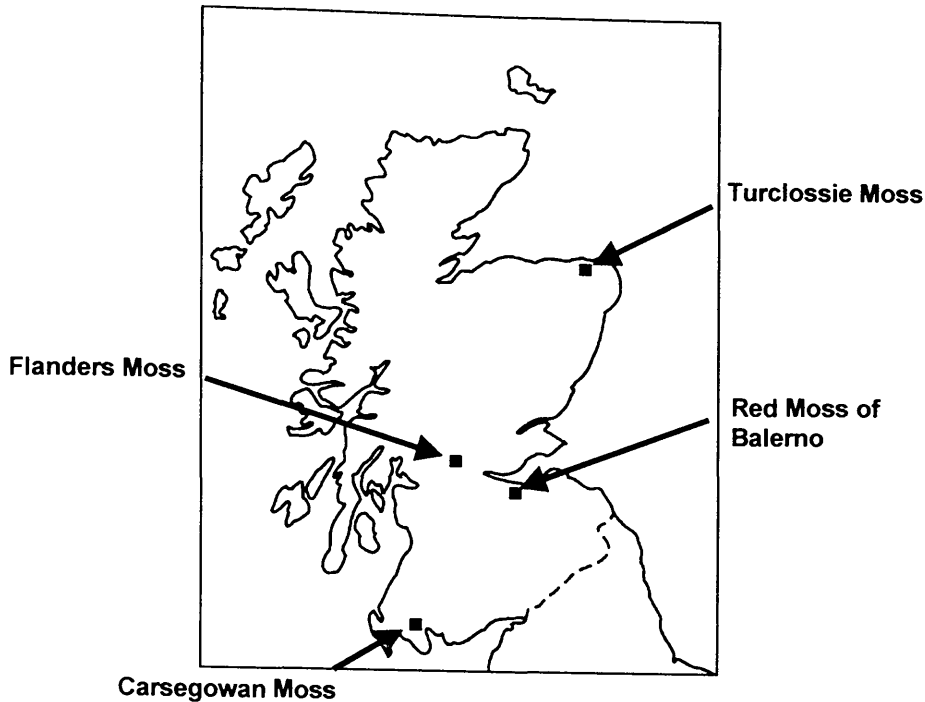 Turclossie Moss
Flanders Moss
Red Moss of
Balerno
Carsegowan Moss